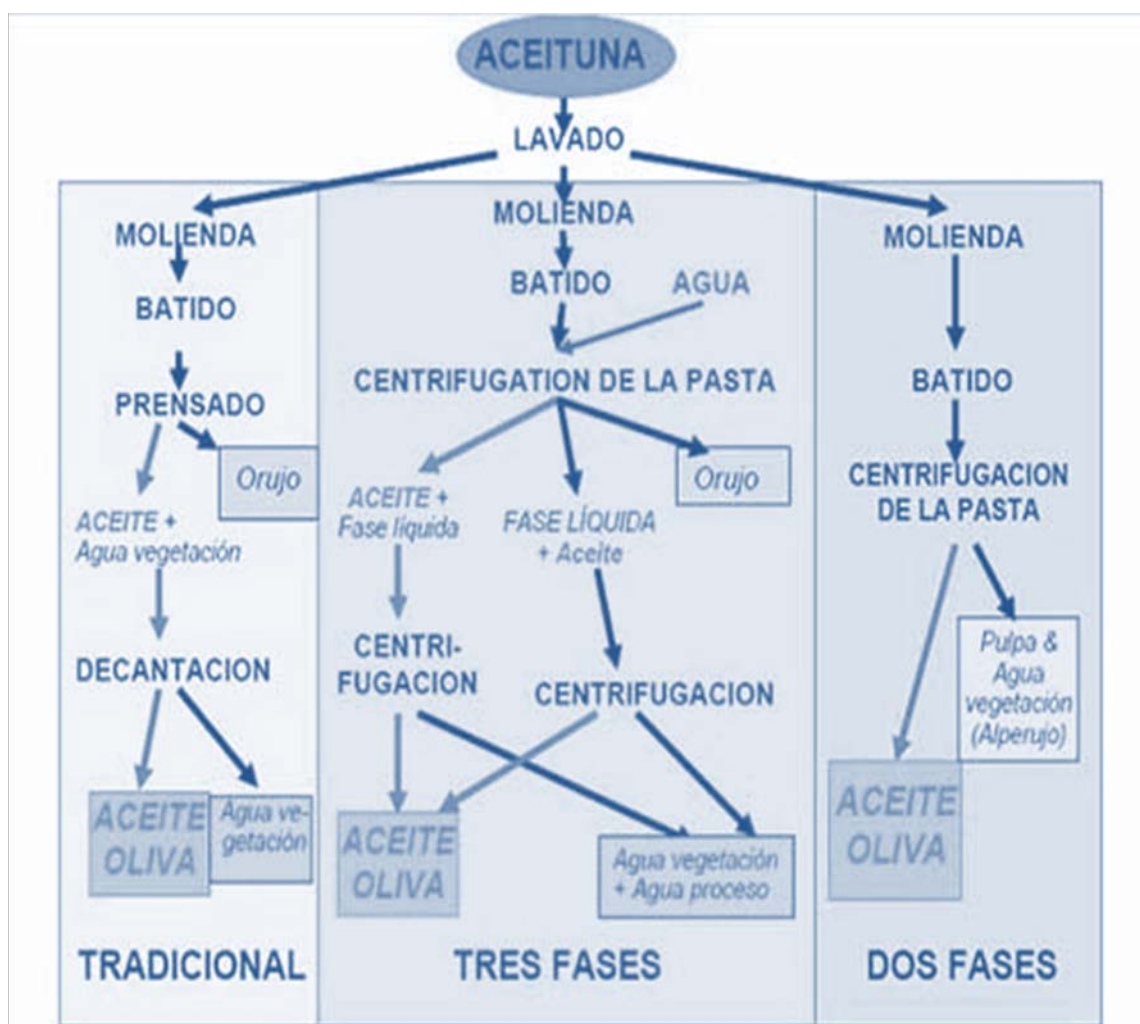 ACEITUNA
LAVADO
MOLIENDA
BATIDO
PRENSADO
Orujo
ACEITE +
Agua vegetación
DECANTACION
ACEITE
OLIVA
Agua ve-
getación
TRADICIONAL
MOLIENDA
BATIDO
AGUA
CENTRIFUGATION DE LA PASTA
ACEITE +
Fase líquida
FASE LÍQUIDA
+ Aceite
Orujo
CENTRI-
FUGACION
CENTRIFUGACION
ACEITE
OLIVA
Agua vegetación
+ Agua proceso
TRES FASES
MOLIENDA
BATIDO
CENTRIFUGACION
DE LA PASTA
Pulpa &
Agua
vegetación
(Alperujo)
ACEITE
OLIVA
DOS FASES